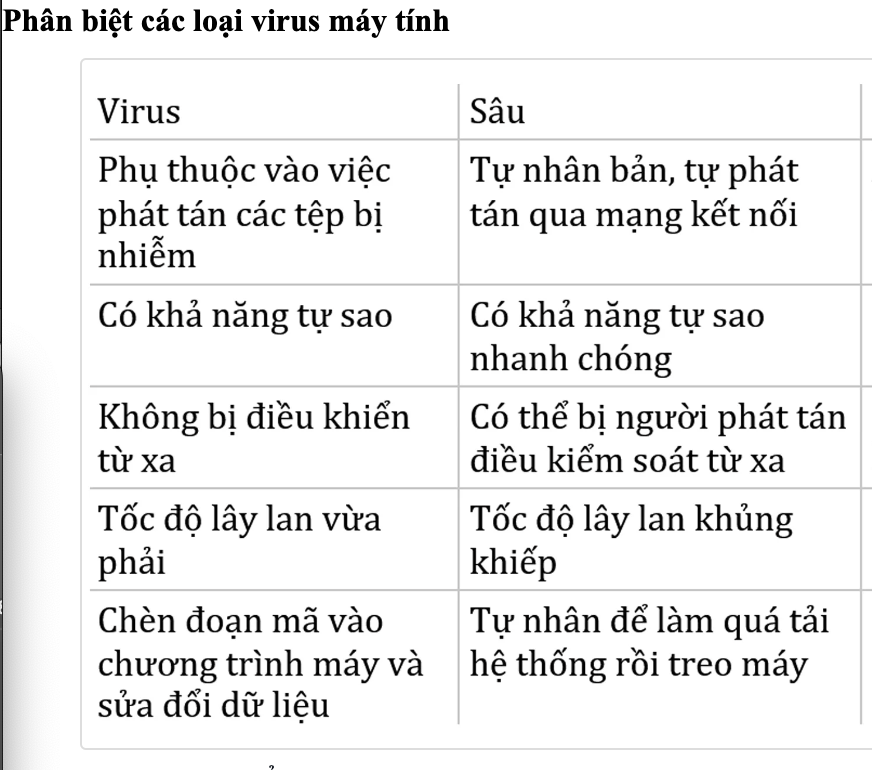 Phân biệt các loại virus máy tính
Virus
Sâu
Phụ thuộc vào việc
phát tán các tệp bị
nhiễm
Tự nhân bản, tự phát
tán qua mạng kết nối
Có khả năng tự sao
Có khả năng tự sao
nhanh chóng
Không bị điều khiển
từ xa
Có thể bị người phát tán
điều kiểm soát từ xa
Tốc độ lây lan vừa
phải
Tốc độ lây lan khủng
khiếp
Chèn đoạn mã vào
chương trình máy và
sửa đổi dữ liệu
Tự nhân để làm quá tải
hệ thống rồi treo máy